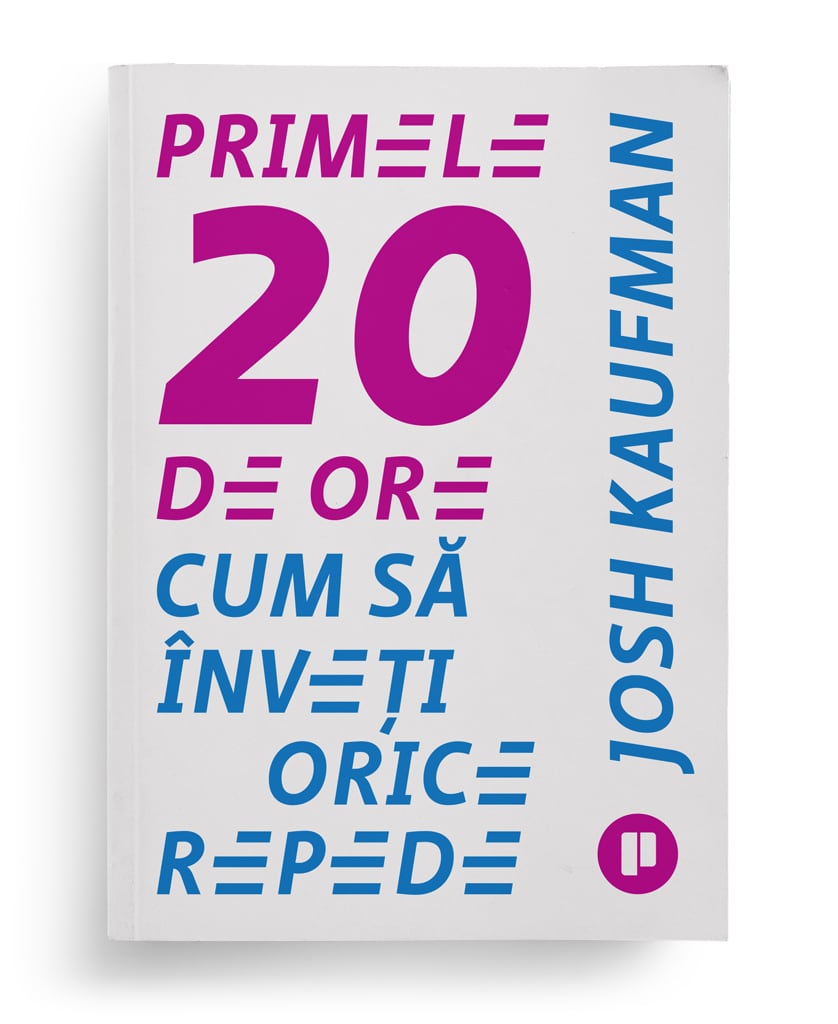 PRIMELE
20
DE ORE
CUM SĂ
ÎNVEȚI
ORICE
REPEDE
JOSH KAUFMAN
P